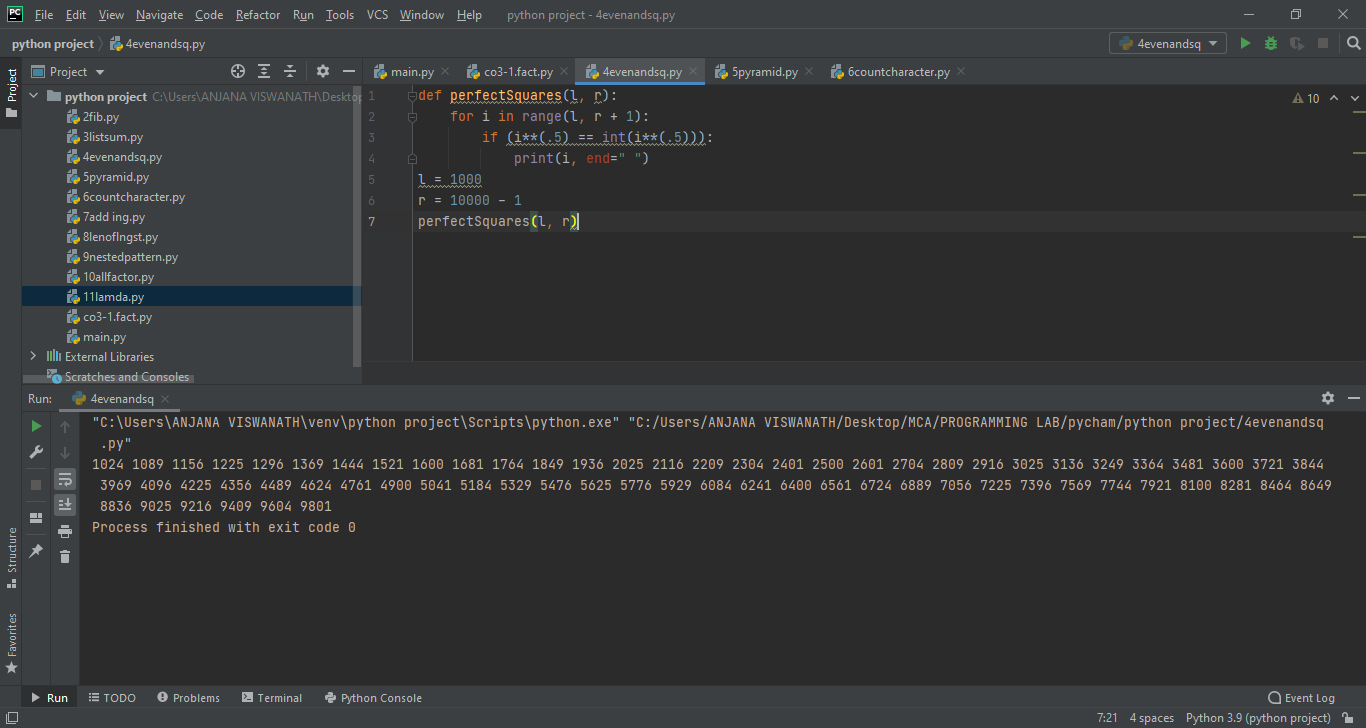 PC File Edit View Navigate Code Refactor Run Tools VCS Window Help python project - 4evenandsq.py
python project 4evenandsq.py 4evenandsq
Project
Project
main.py co3-1.fact.py 4evenandsq.py 5pyramid.py 6countcharacter.py
python project C:\Users\ANJANA VISWANATH\Desktop
2fib.py
3listsum.py
4evenandsq.py
5pyramid.py
6countcharacter.py
7add ing.py
8lenoflngst.py
9nestedpattern.py
10allfactor.py
11lamda.py
co3-1.fact.py
main.py
External Libraries
Scratches and Consoles
1 def perfectSquares(l, r):
2 for i in range(l, r + 1):
3 if (i**(.5) == int(i**(.5))):
4 print(i, end=" ")
5 l = 1000
6 r = 10000 - 1
7 perfectSquares(l, r)
10
Run: 4evenandsq
"C:\Users\ANJANA VISWANATH\venv\python project\Scripts\python.exe" "C:/Users/ANJANA VISWANATH/Desktop/MCA/PROGRAMMING LAB/pycham/python project/4evenandsq
.py"
1024 1089 1156 1225 1296 1369 1444 1521 1600 1681 1764 1849 1936 2025 2116 2209 2304 2401 2500 2601 2704 2809 2916 3025 3136 3249 3364 3481 3600 3721 3844
3969 4096 4225 4356 4489 4624 4761 4900 5041 5184 5329 5476 5625 5776 5929 6084 6241 6400 6561 6724 6889 7056 7225 7396 7569 7744 7921 8100 8281 8464 8649
8836 9025 9216 9409 9604 9801
Process finished with exit code 0
Structure
Favorites
Run TODO Problems Terminal Python Console Event Log
7:21 4 spaces Python 3.9 (python project)